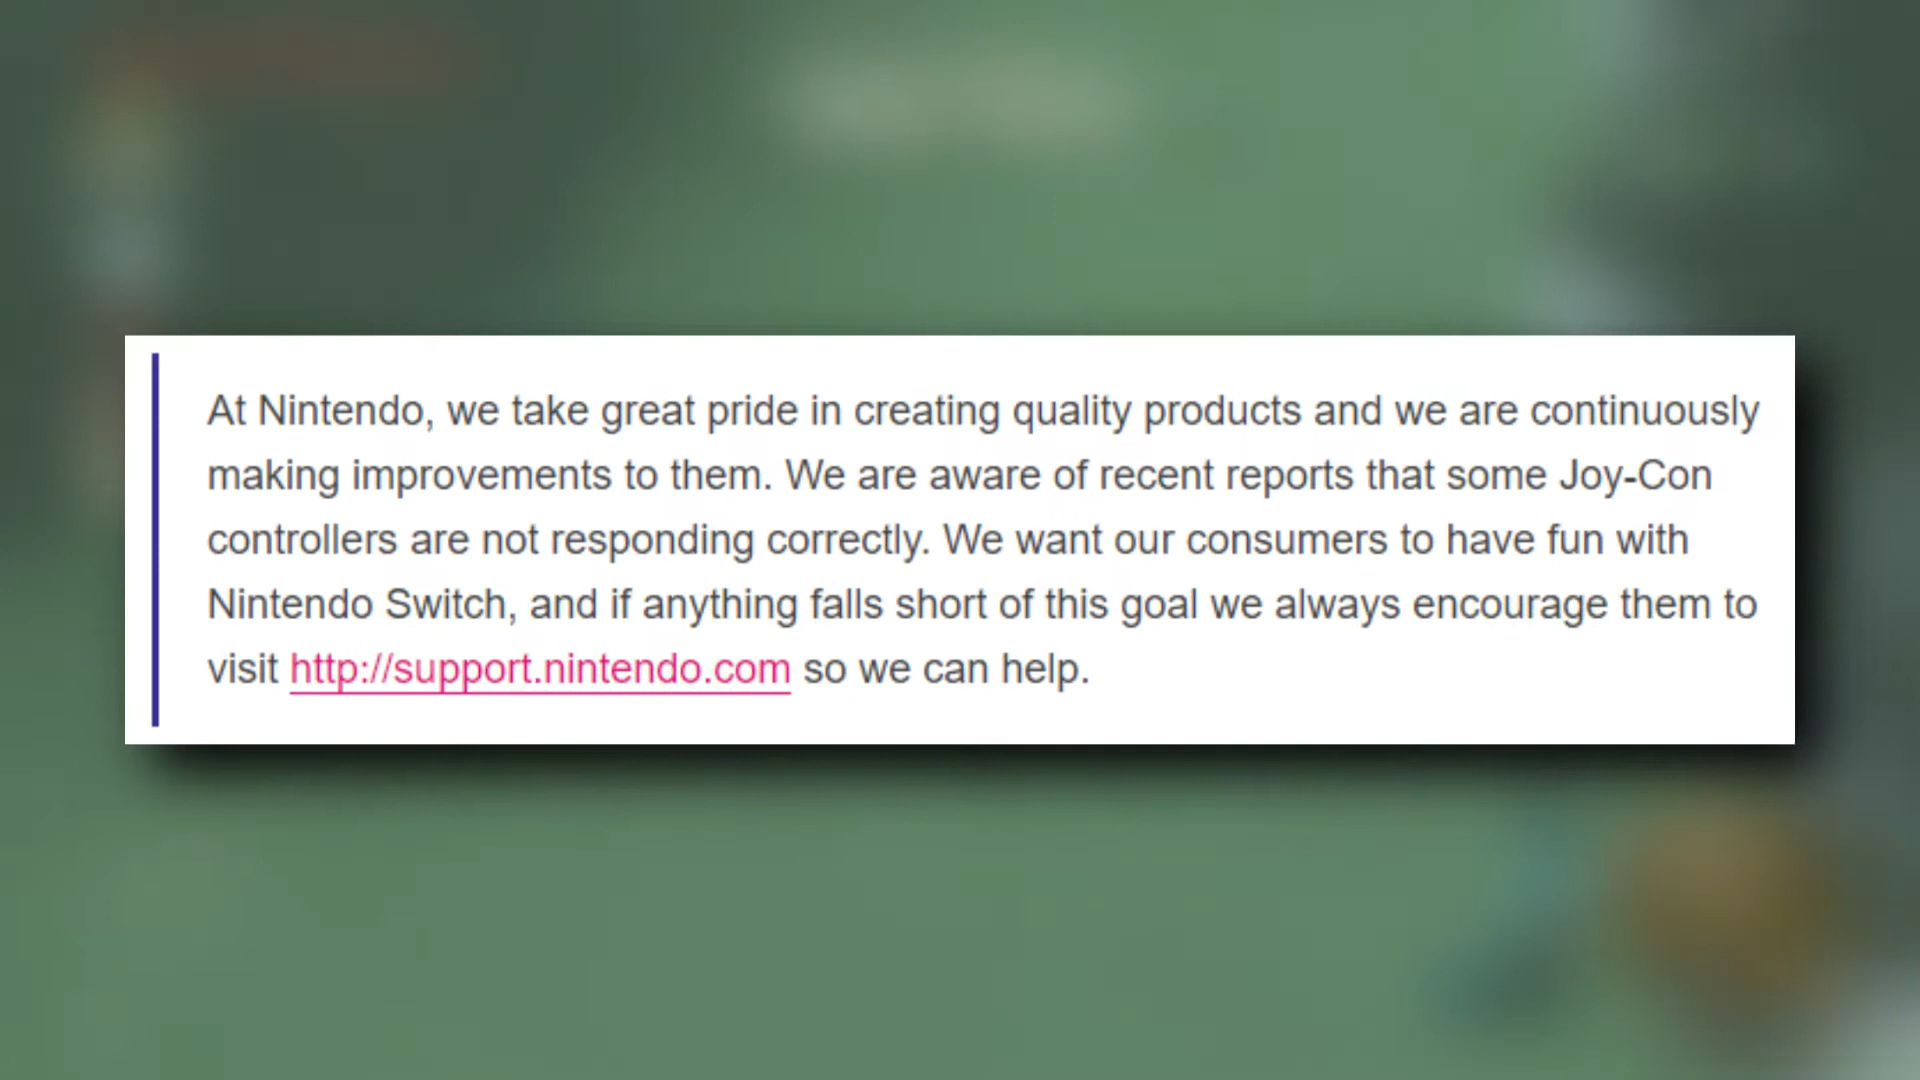 At Nintendo, we take great pride in creating quality products and we are continuously
making improvements to them. We are aware of recent reports that some Joy-Con
controllers are not responding correctly. We want our consumers to have fun with
Nintendo Switch, and if anything falls short of this goal we always encourage them to
visit http://support.nintendo.com so we can help.